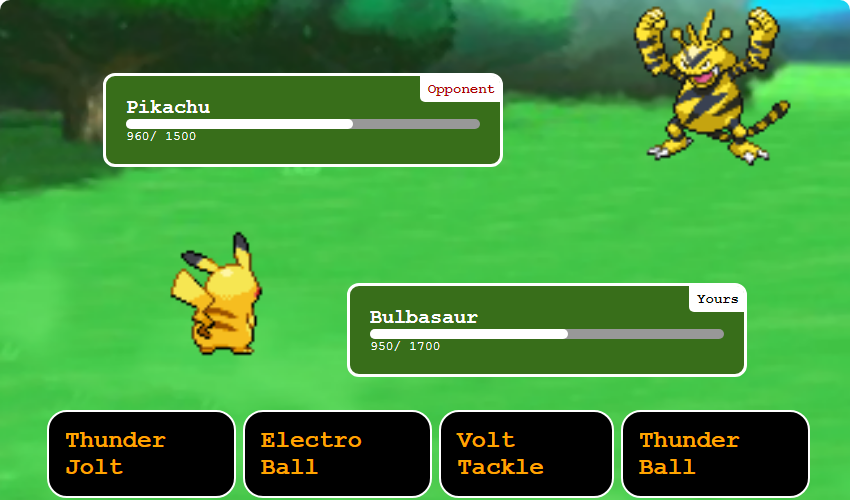 Opponent
Pikachu
960/ 1500
Yours
Bulbasaur
950/ 1700
Thunder
Jolt
Electro
Ball
Volt
Tackle
Thunder
Ball